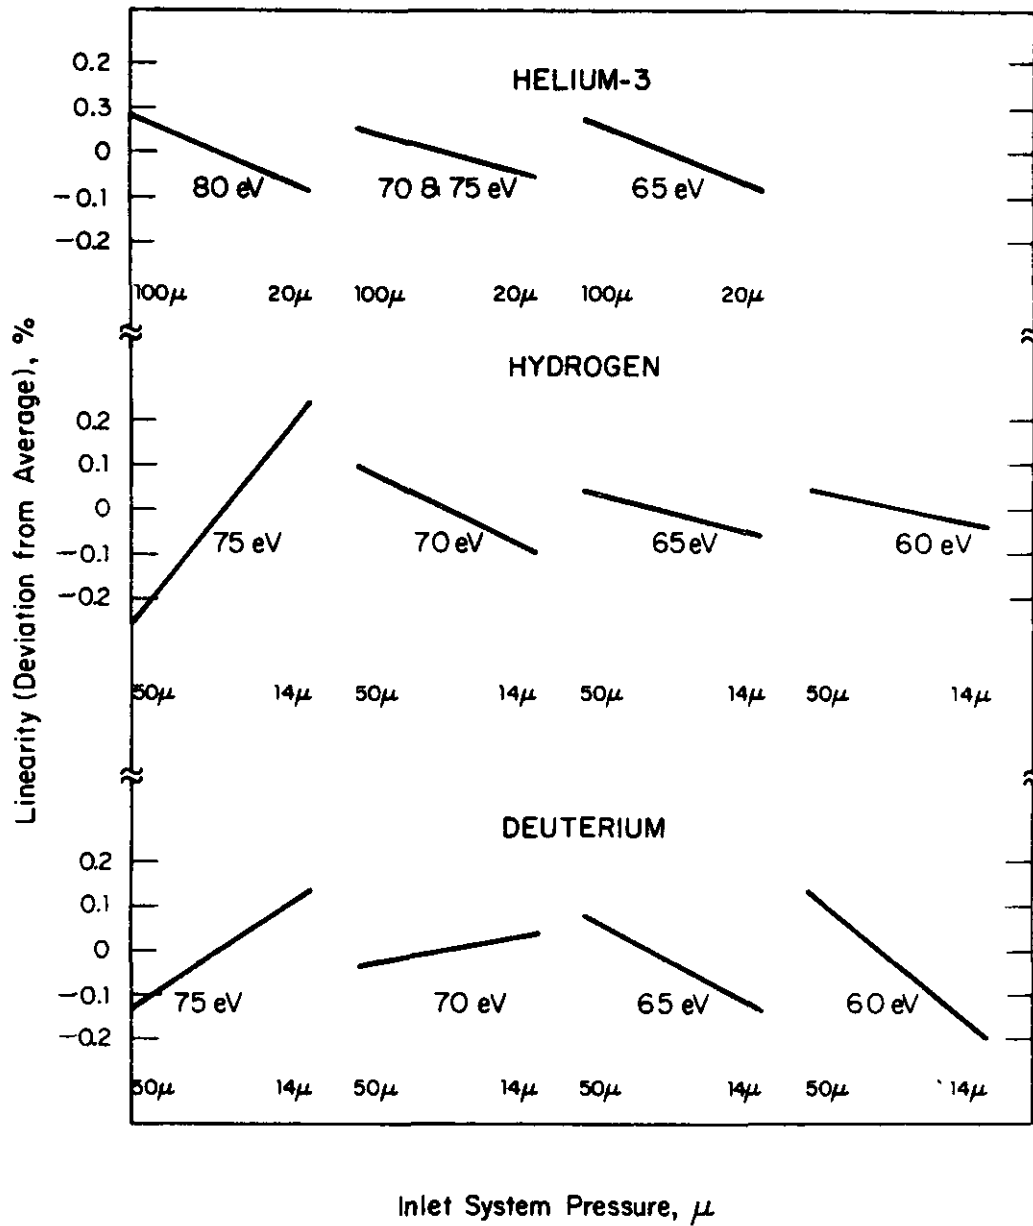 HELIUM-3
0.2
0.3
0
−0.1
−0.2
80 eV
70 & 75 eV
65 eV
100μ 20μ 100μ 20μ 100μ 20μ
HYDROGEN
0.2
0.1
0
−0.1
−0.2
75 eV
70 eV
65 eV
60 eV
50μ 14μ 50μ 14μ 50μ 14μ 50μ 14μ
DEUTERIUM
0.2
0.1
0
−0.1
−0.2
75 eV
70 eV
65 eV
60 eV
50μ 14μ 50μ 14μ 50μ 14μ 50μ 14μ
Linearity (Deviation from Average), %
Inlet System Pressure, μ